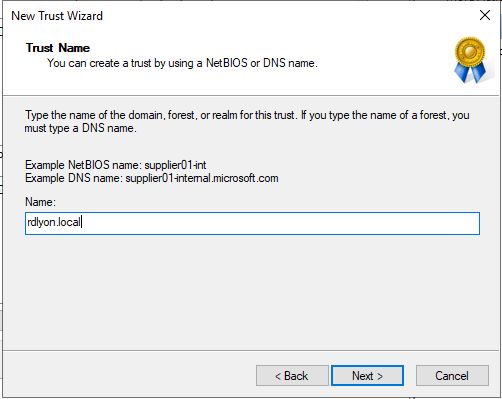 New Trust Wizard
Trust Name
You can create a trust by using a NetBIOS or DNS name.
Type the name of the domain, forest, or realm for this trust. If you type the name of a forest, you
must type a DNS name.
Example NetBIOS name: supplier01-int
Example DNS name: supplier01-internal.microsoft.com
Name:
rdlyon.local
< Back
Next >
Cancel